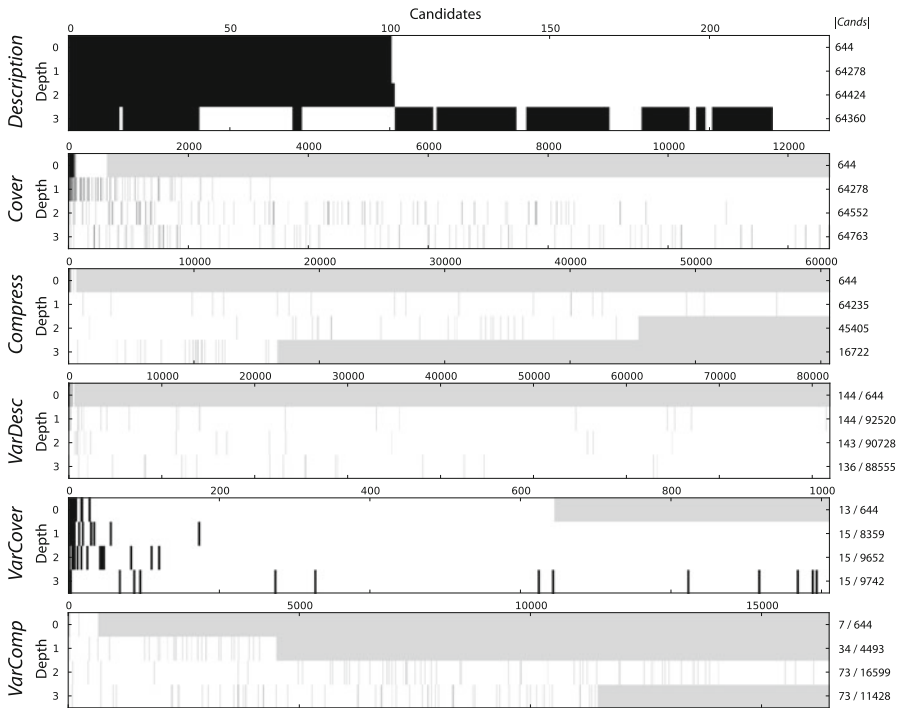 Candidates
0 50 100 150 200 |Cands|
Description
Depth
0 644
1 64278
2 64424
3 64360
0 2000 4000 6000 8000 10000 12000
Cover
Depth
0 644
1 64278
2 64552
3 64763
0 10000 20000 30000 40000 50000 60000
Compress
Depth
0 644
1 64235
2 45405
3 16722
0 10000 20000 30000 40000 50000 60000 70000 80000
VarDesc
Depth
0 144 / 644
1 144 / 92520
2 143 / 90728
3 136 / 88555
0 200 400 600 800 1000
VarCover
Depth
0 13 / 644
1 15 / 8359
2 15 / 9652
3 15 / 9742
0 5000 10000 15000
VarComp
Depth
0 7 / 644
1 34 / 4493
2 73 / 16599
3 73 / 11428